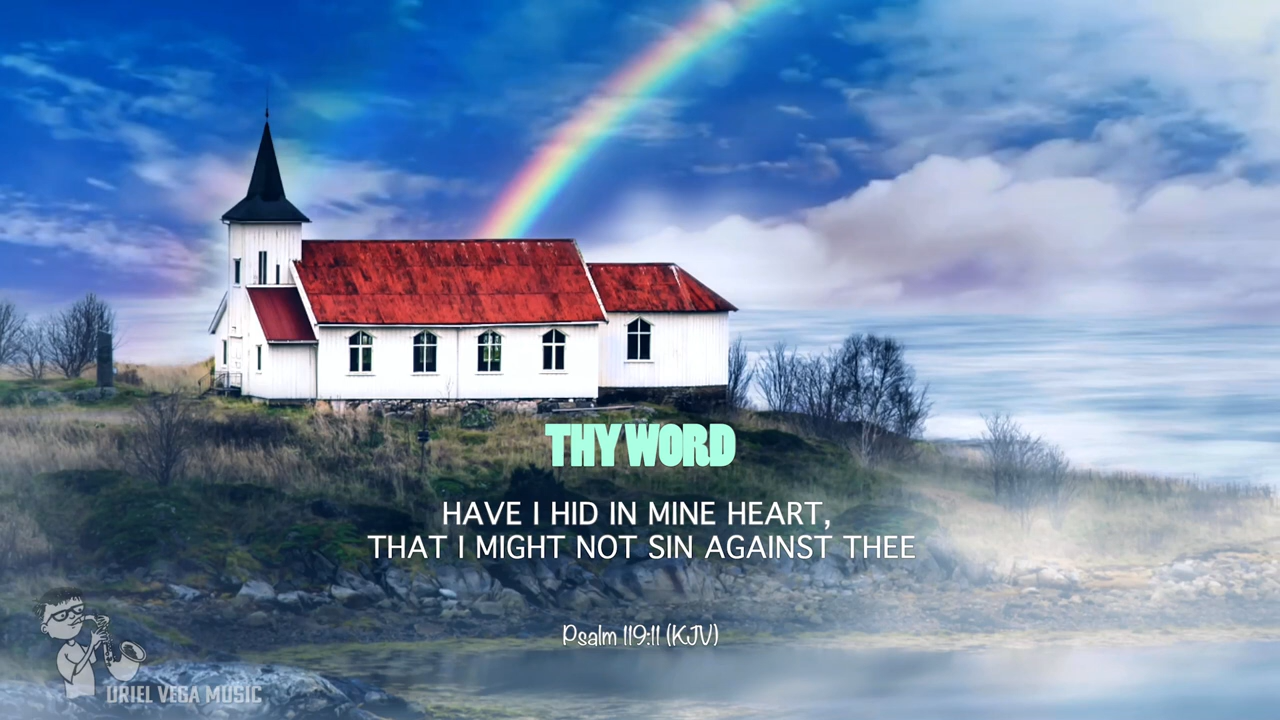 THY WORD
HAVE I HID IN MINE HEART,
THAT I MIGHT NOT SIN AGAINST THEE
Psalm 119:11 (KJV)
URIEL VEGA MUSIC